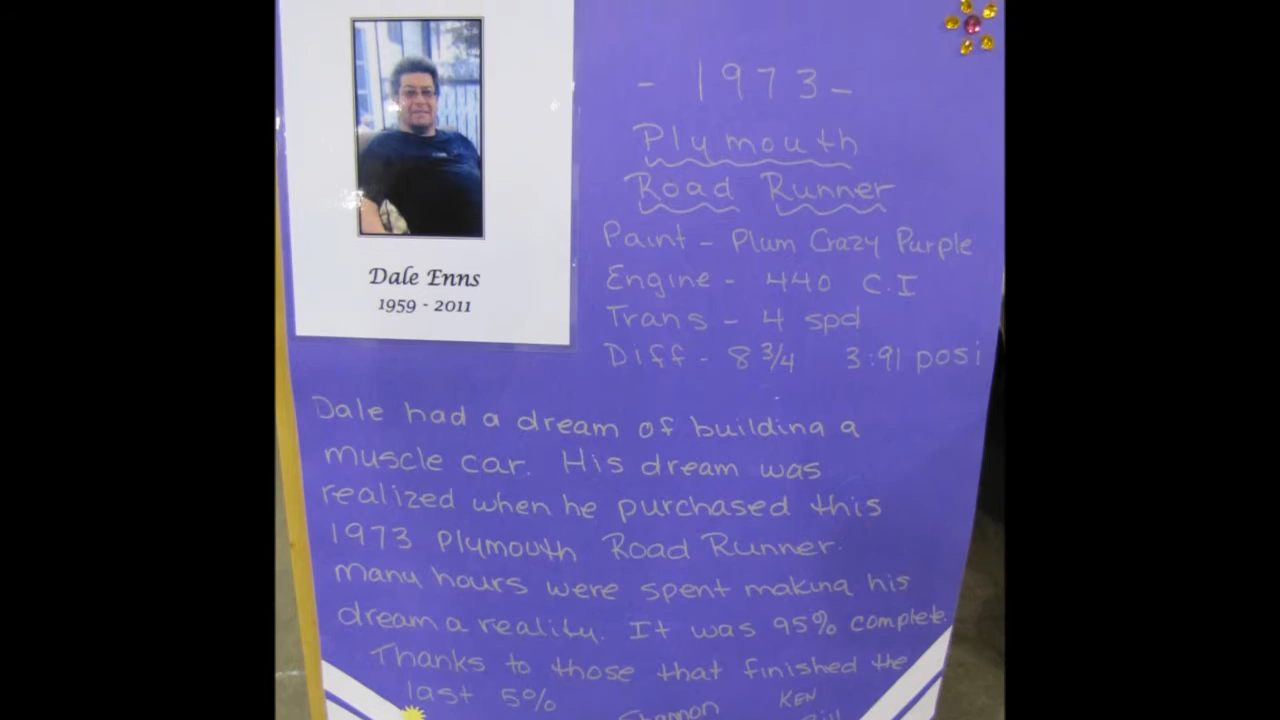 Dale Enns
1959 - 2011
- 1973 -
Plymouth
Road Runner
Paint - Plum Crazy Purple
Engine - 440 C.I
Trans - 4 spd
Diff - 8 3/4 3:91 posi
Dale had a dream of building a
muscle car. His dream was
realized when he purchased this
1973 Plymouth Road Runner.
Many hours were spent making his
dream a reality. It was 95% complete.
Thanks to those that finished the
last 5%
Shannon
KEN
Bill